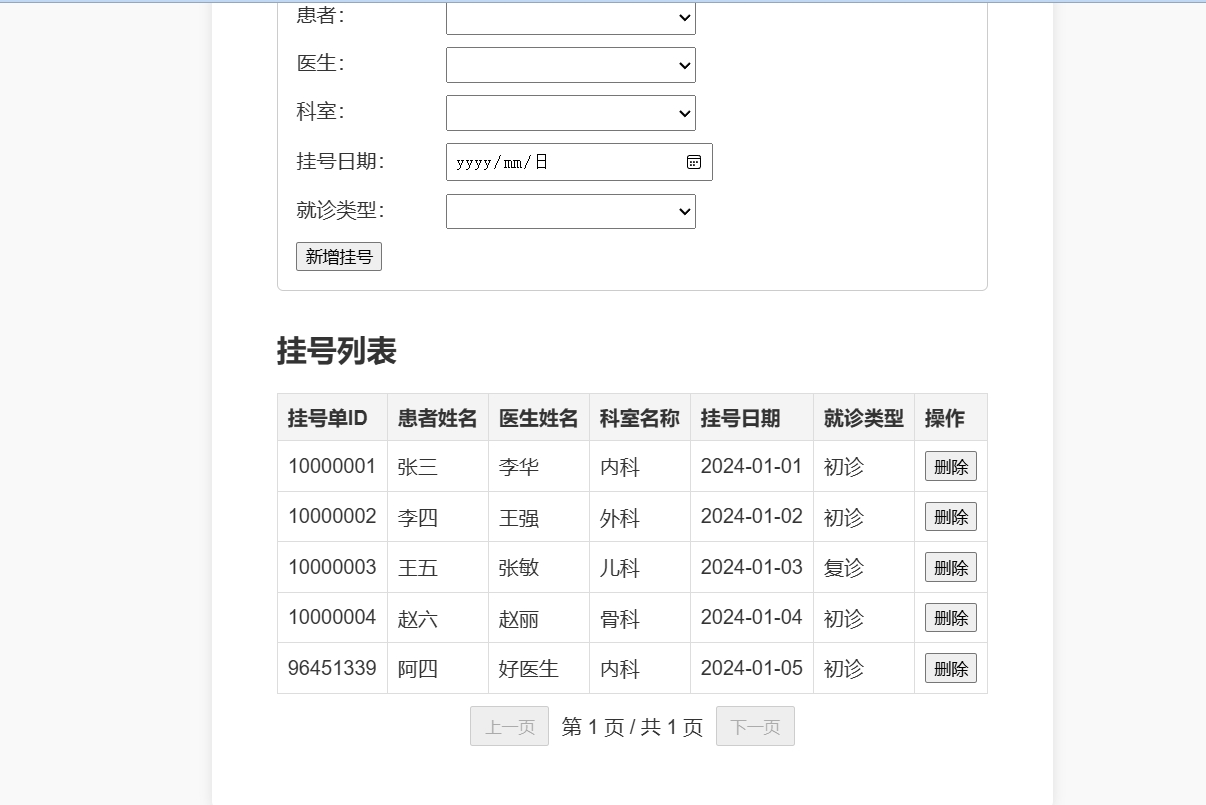 患者：
医生：
科室：
挂号日期： yyyy/mm/日
就诊类型：
新增挂号
挂号列表
挂号单ID 患者姓名 医生姓名 科室名称 挂号日期 就诊类型 操作
10000001 张三 李华 内科 2024-01-01 初诊 删除
10000002 李四 王强 外科 2024-01-02 初诊 删除
10000003 王五 张敏 儿科 2024-01-03 复诊 删除
10000004 赵六 赵丽 骨科 2024-01-04 初诊 删除
96451339 阿四 好医生 内科 2024-01-05 初诊 删除
上一页 第 1 页 / 共 1 页 下一页